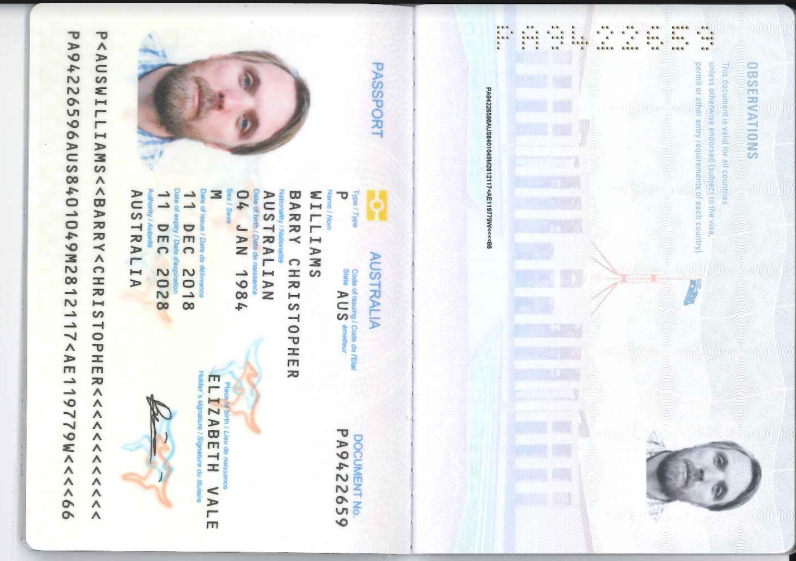 PASSPORT
AUSTRALIA
Type / Type
P
Code of issuing / Code de l'État
State émetteur
AUS
DOCUMENT No.
PA9422659
Name / Nom
WILLIAMS
BARRY CHRISTOPHER
Nationality / Nationalité
AUSTRALIAN
Date of birth / Date de naissance
04 JAN 1984
Sex / Sexe
M
Place of birth / Lieu de naissance
ELIZABETH VALE
Date of issue / Date de délivrance
11 DEC 2018
Holder's signature / Signature du titulaire
Date of expiry / Date d'expiration
11 DEC 2028
Authority / Autorité
AUSTRALIA
P<AUSWILLIAMS<<BARRY<CHRISTOPHER<<<<<<<<<<<<
PA94226596AUS8401049M2812117<AE119779W<<<<66
OBSERVATIONS
This document is valid for all countries
unless otherwise endorsed (subject to the visa,
permit or other entry requirements of each country)
PA94226596AUS8401049M2812117<AE119779W<<<<66
PA9422659